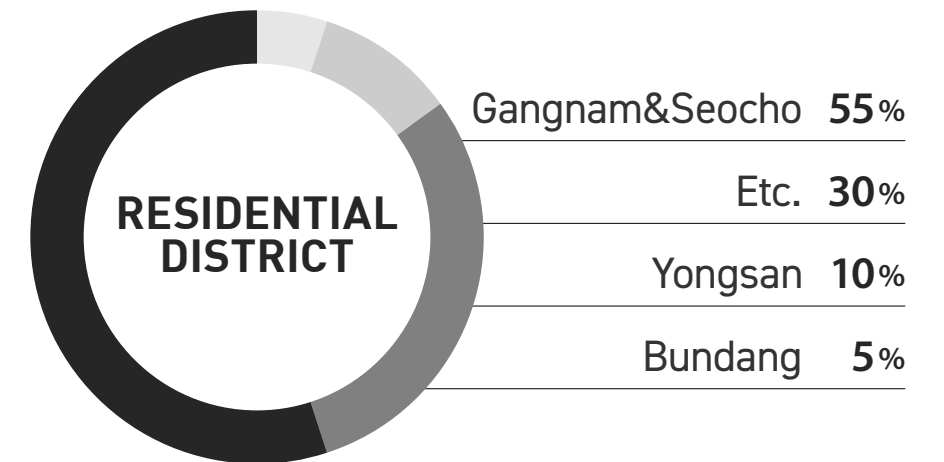 RESIDENTIAL
DISTRICT
Gangnam&Seocho 55%
Etc. 30%
Yongsan 10%
Bundang 5%